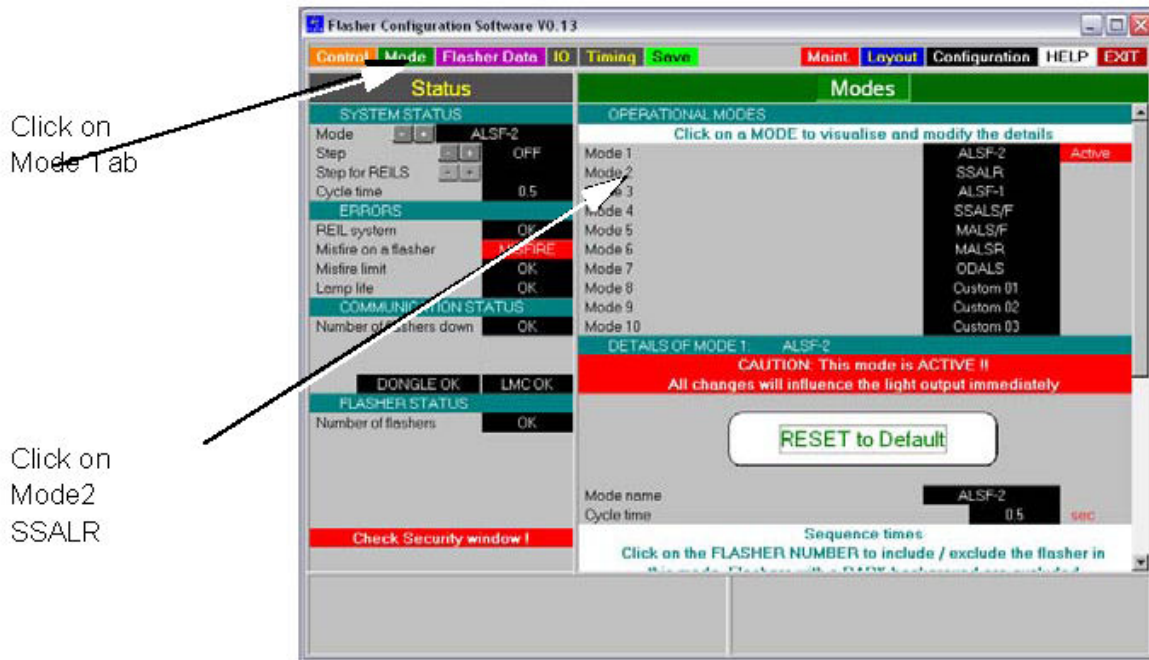 Click on
Mode Tab
Click on
Mode2
SSALR
Flasher Configuration Software V0.13
Control Mode Flasher Data IO Timing Save Maint. Layout Configuration HELP EXIT
Status
SYSTEM STATUS
Mode - + ALSF-2
Step - + OFF
Step for REILS - +
Cycle time 0.5
ERRORS
REIL system OK
Misfire on a flasher MISFIRE
Misfire limit OK
Lamp life OK
COMMUNICATION STATUS
Number of flashers down OK
DONGLE OK LMC OK
FLASHER STATUS
Number of flashers OK
Check Security window !
Modes
OPERATIONAL MODES
Click on a MODE to visualise and modify the details
Mode 1 ALSF-2 Active
Mode 2 SSALR
Mode 3 ALSF-1
Mode 4 SSALS/F
Mode 5 MALS/F
Mode 6 MALSR
Mode 7 ODALS
Mode 8 Custom 01
Mode 9 Custom 02
Mode 10 Custom 03
DETAILS OF MODE 1: ALSF-2
CAUTION: This mode is ACTIVE !!
All changes will influence the light output immediately
RESET to Default
Mode name ALSF-2
Cycle time 0.5 sec
Sequence times
Click on the FLASHER NUMBER to include / exclude the flasher in